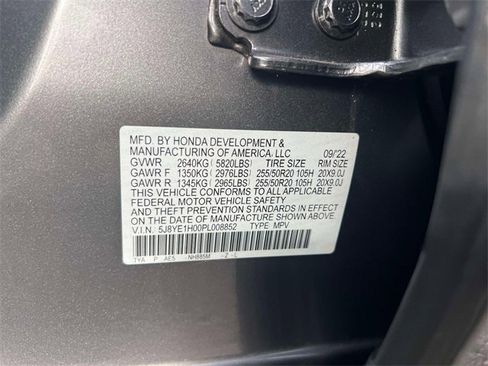 MFD. BY HONDA DEVELOPMENT &
MANUFACTURING OF AMERICA, LLC 09/'22
GVWR 2640KG (5820LBS) TIRE SIZE RIM SIZE
GAWR F 1350KG (2976LBS) 255/50R20 105H 20X9.0J
GAWR R 1345KG (2965LBS) 255/50R20 105H 20X9.0J
THIS VEHICLE CONFORMS TO ALL APPLICABLE
FEDERAL MOTOR VEHICLE SAFETY
AND THEFT PREVENTION STANDARDS IN EFFECT
ON THE DATE OF MANUFACTURE SHOWN ABOVE.
V.I.N.: 5J8YE1H00PL008852 TYPE: MPV
TYA P AE5 NH885M -Z -L